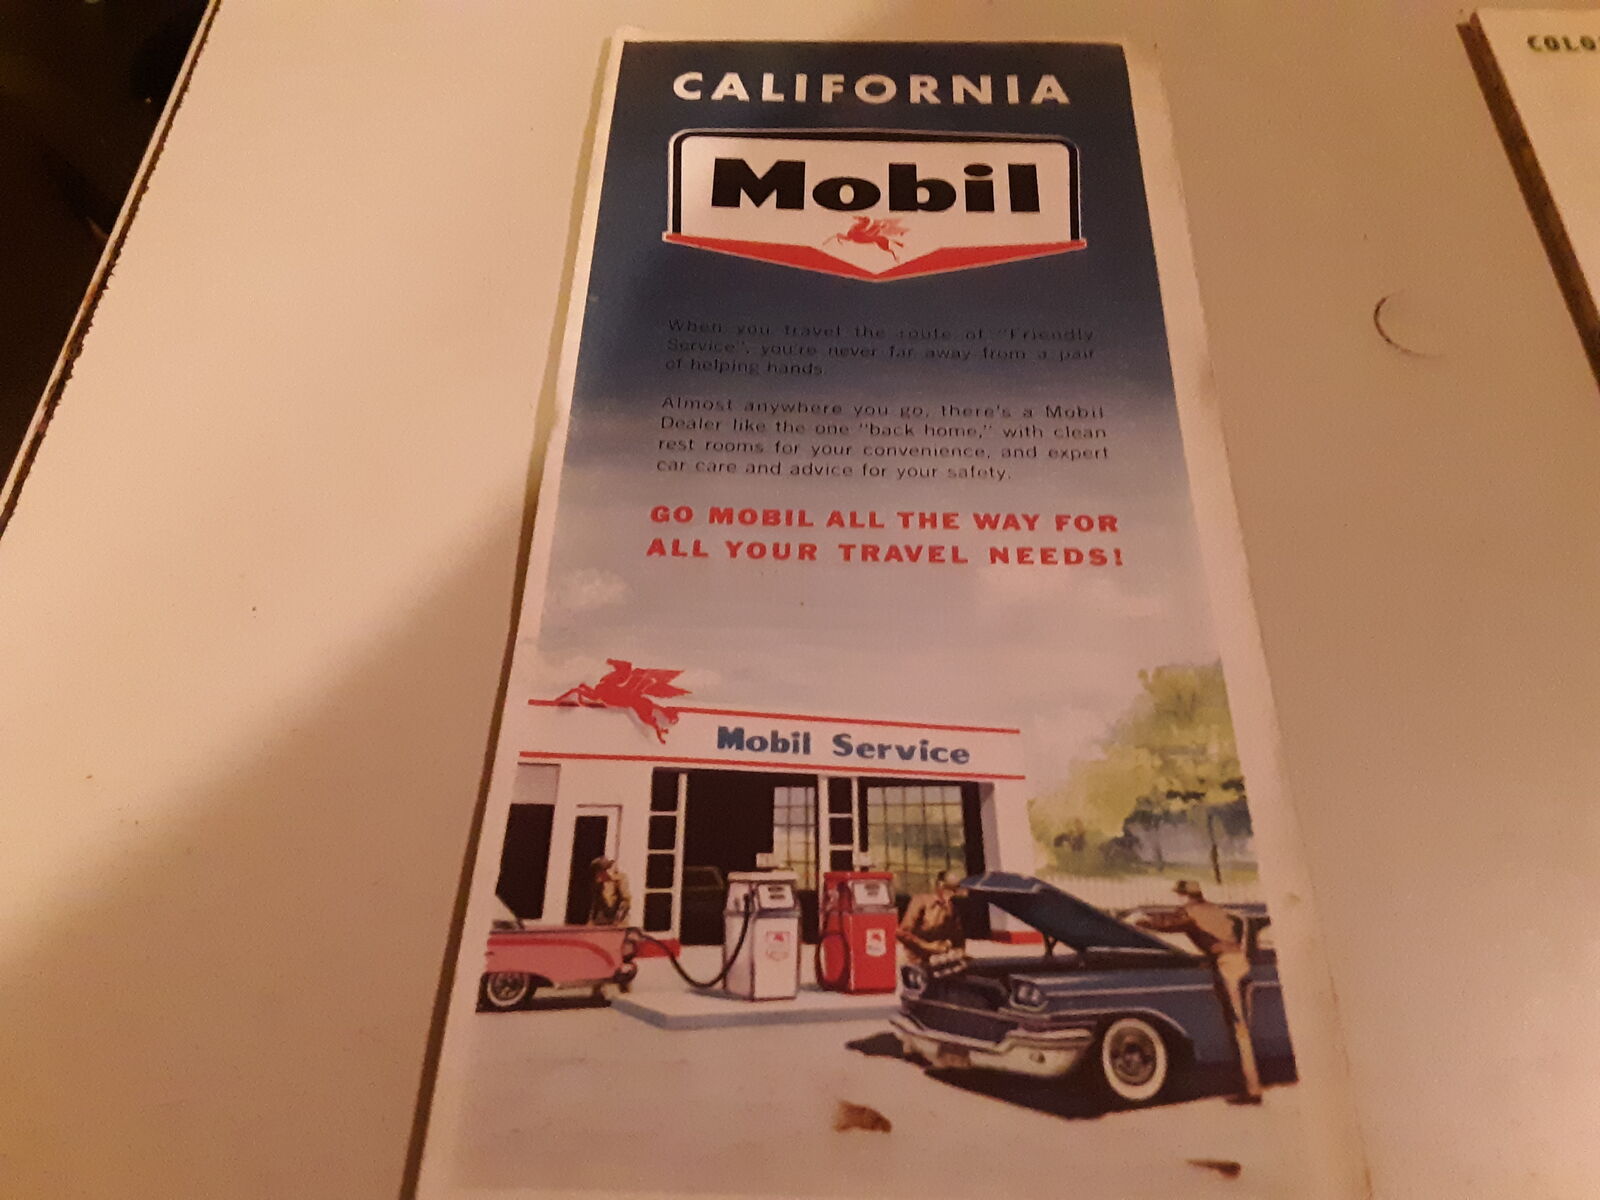 CALIFORNIA
Mobil
When you travel the route of "Friendly
Service", you're never far away from a pair
of helping hands.
Almost anywhere you go, there's a Mobil
Dealer like the one "back home," with clean
rest rooms for your convenience, and expert
car care and advice for your safety.
GO MOBIL ALL THE WAY FOR
ALL YOUR TRAVEL NEEDS!
Mobil Service